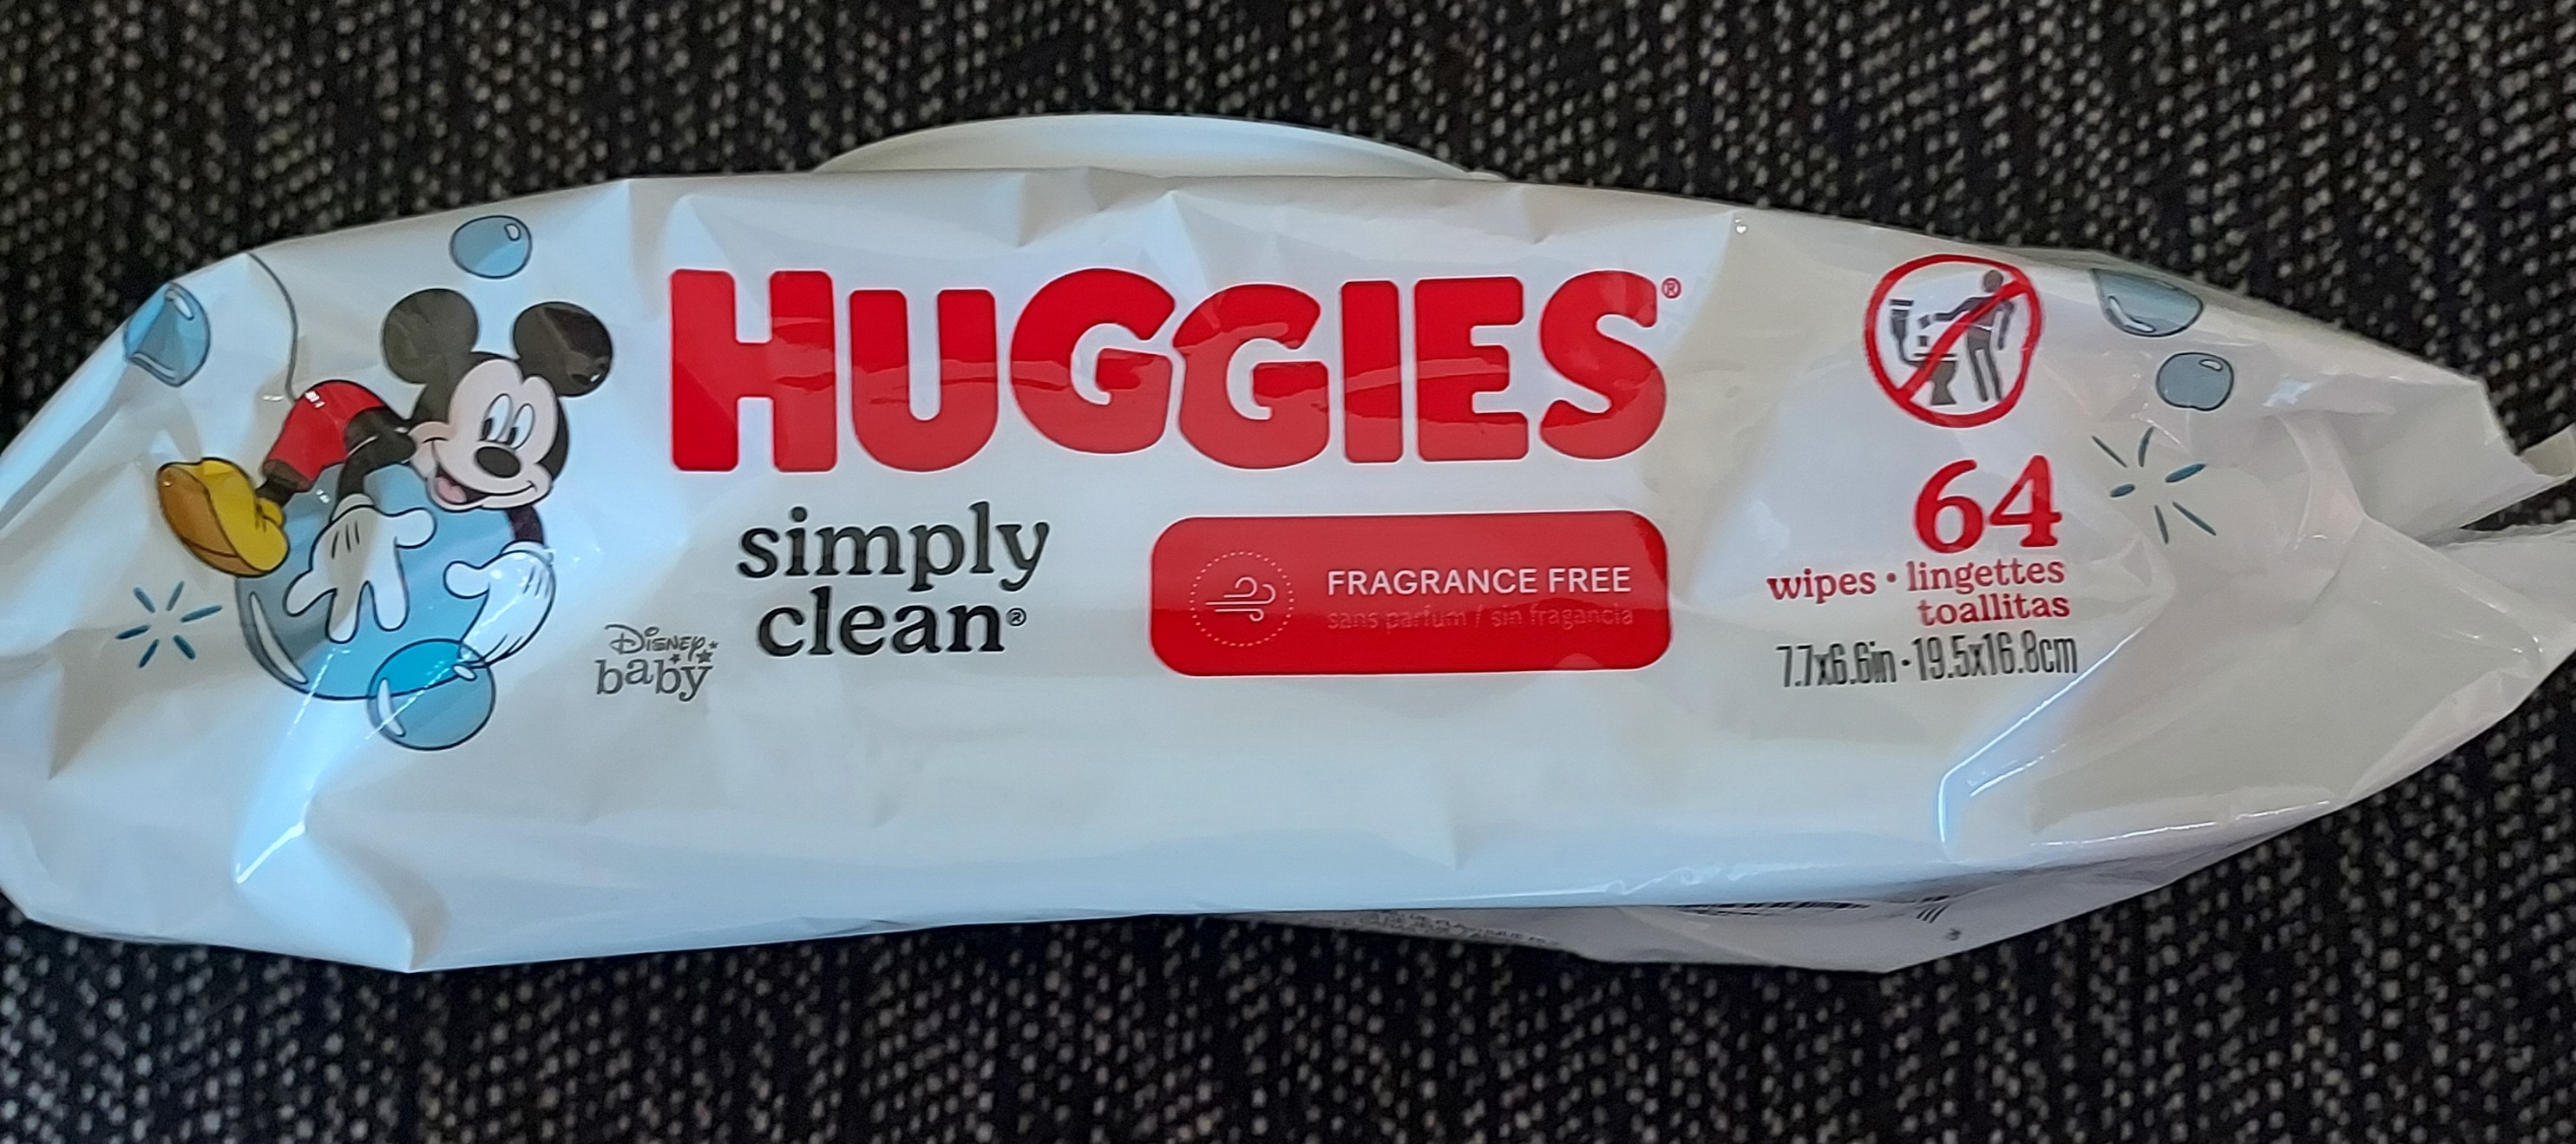 HUGGIES®
simply
clean®
Disney
baby
FRAGRANCE FREE
sans parfum / sin fragancia
64
wipes • lingettes
toallitas
7.7x6.6in • 19.5x16.8cm